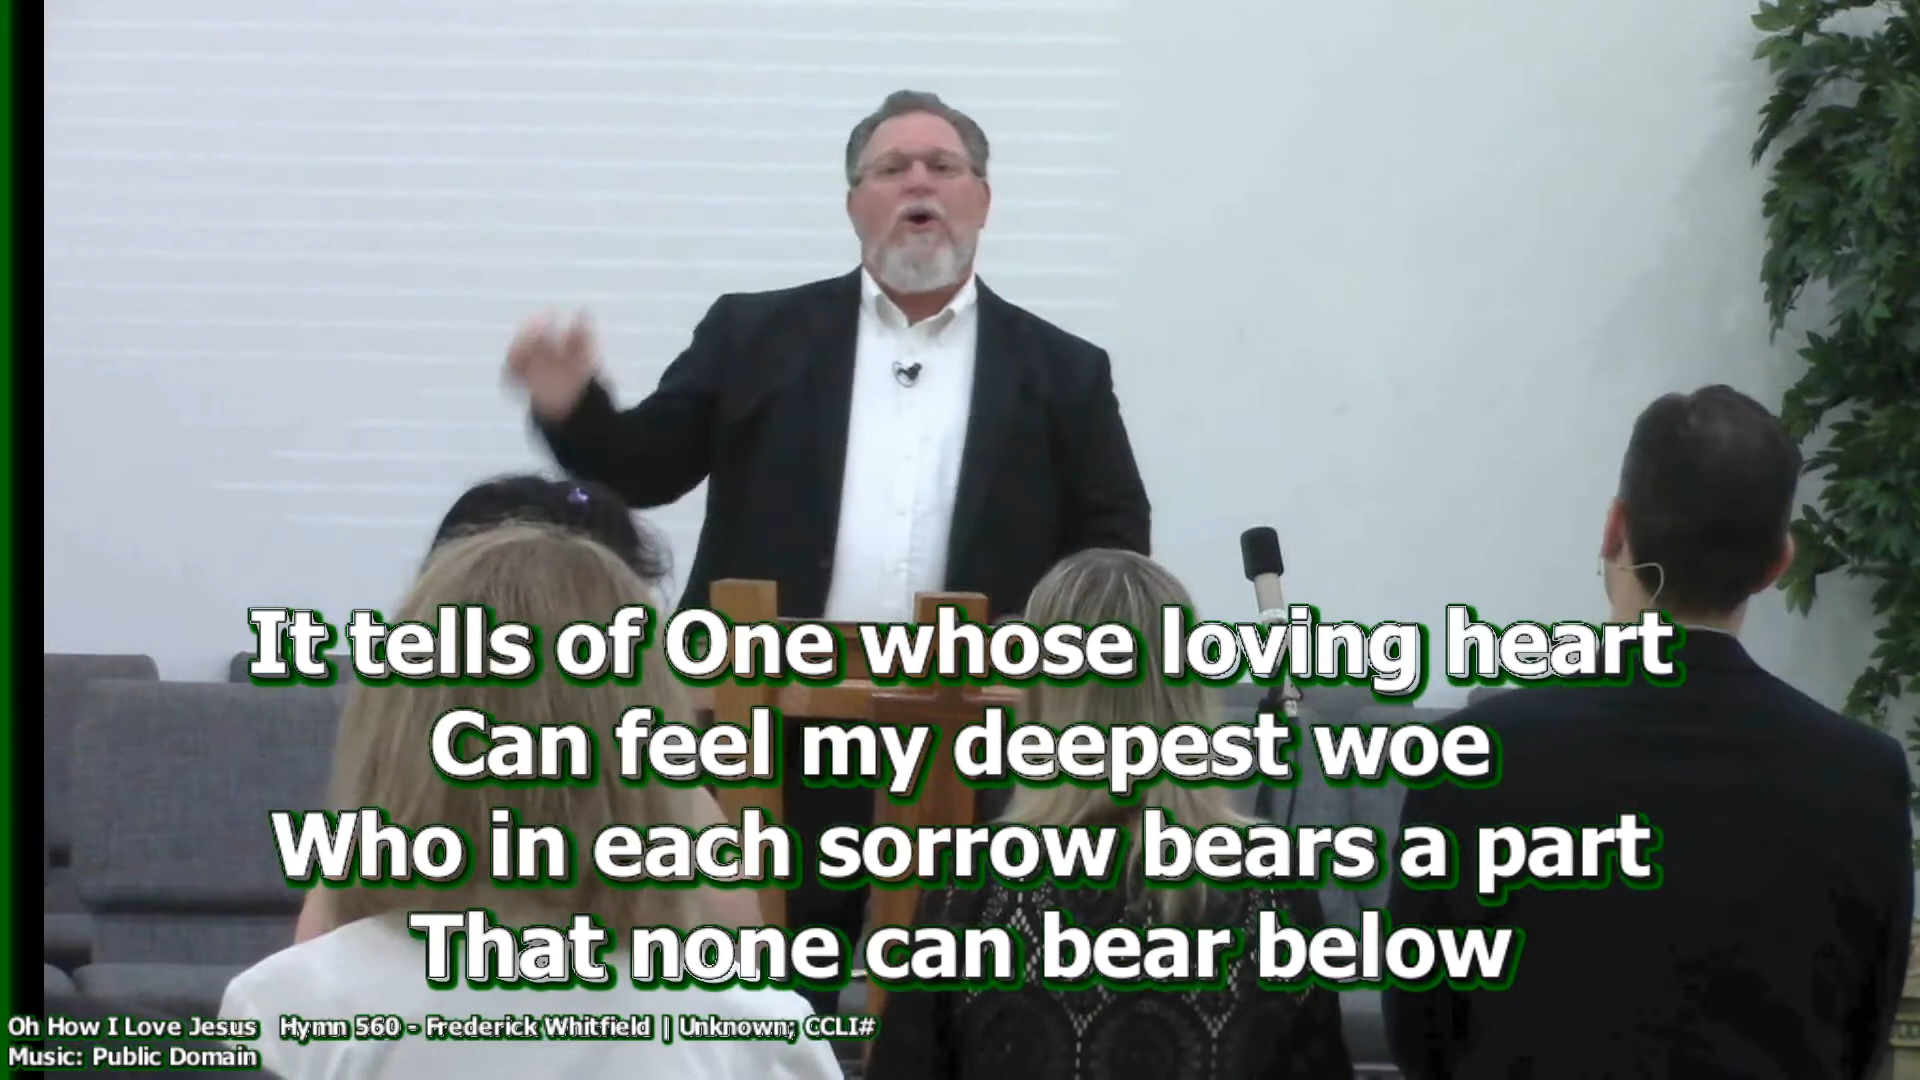 It tells of One whose loving heart
Can feel my deepest woe
Who in each sorrow bears a part
That none can bear below
Oh How I Love Jesus Hymn 560 - Frederick Whitfield | Unknown; CCLI#
Music: Public Domain